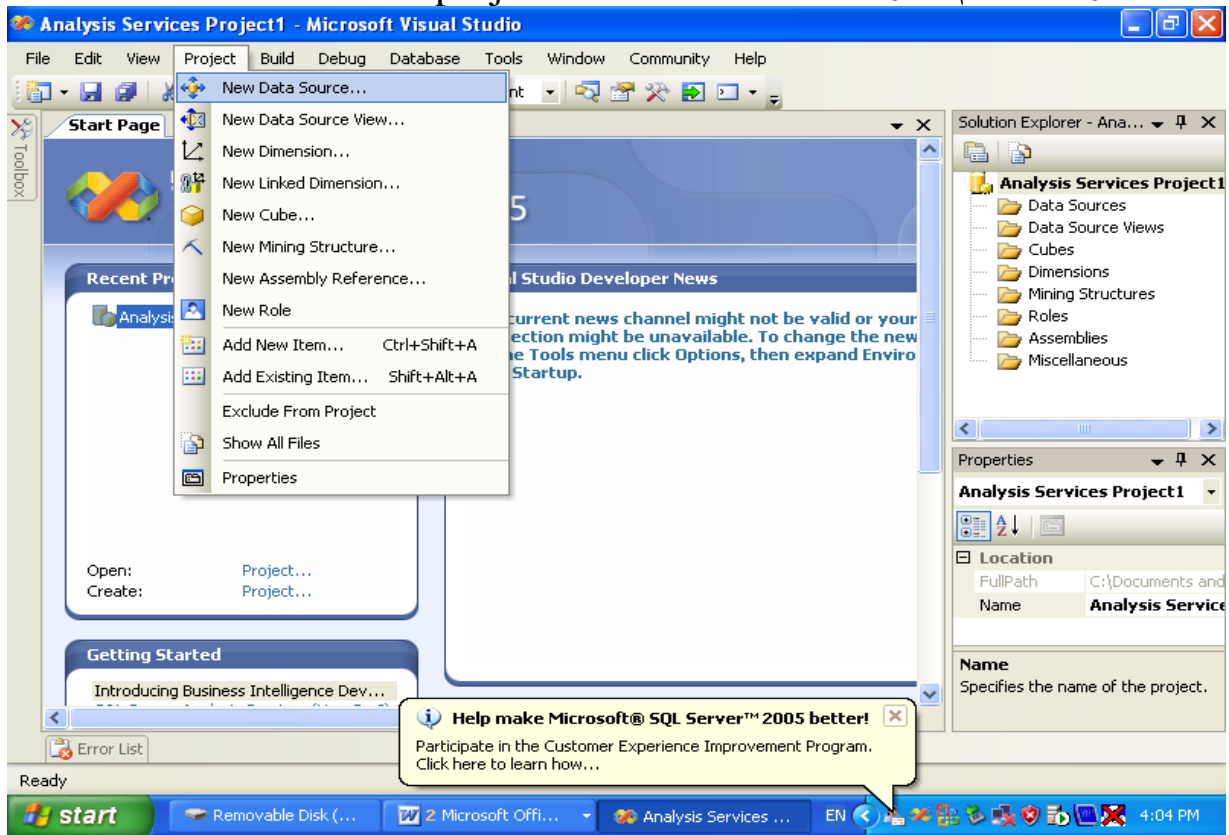 Analysis Services Project1 - Microsoft Visual Studio
File Edit View Project Build Debug Database Tools Window Community Help
New Data Source...
New Data Source View...
New Dimension...
New Linked Dimension...
New Cube...
New Mining Structure...
New Assembly Reference...
New Role
Add New Item... Ctrl+Shift+A
Add Existing Item... Shift+Alt+A
Exclude From Project
Show All Files
Properties
Toolbox
Start Page
5
Recent Pr
Analysi
l Studio Developer News
current news channel might not be valid or your
ection might be unavailable. To change the new
e Tools menu click Options, then expand Enviro
Startup.
Open: Project...
Create: Project...
Getting Started
Introducing Business Intelligence Dev...
Solution Explorer - Ana...
Analysis Services Project1
Data Sources
Data Source Views
Cubes
Dimensions
Mining Structures
Roles
Assemblies
Miscellaneous
Properties
Analysis Services Project1
Location
FullPath C:\Documents and
Name Analysis Service
Name
Specifies the name of the project.
Help make Microsoft® SQL Server™ 2005 better!
Participate in the Customer Experience Improvement Program.
Click here to learn how...
Error List
Ready
start
Removable Disk (...
2 Microsoft Offi...
Analysis Services ...
EN
4:04 PM